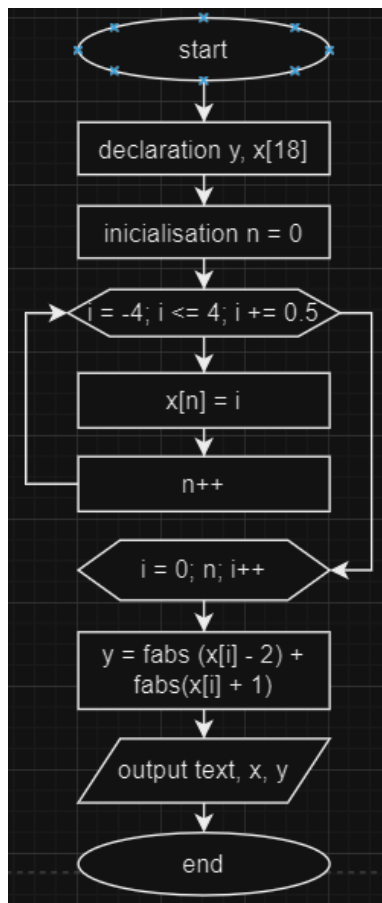 start
declaration y, x[18]
inicialisation n = 0
i = -4; i <= 4; i += 0.5
x[n] = i
n++
i = 0; n; i++
y = fabs (x[i] - 2) +
fabs(x[i] + 1)
output text, x, y
end